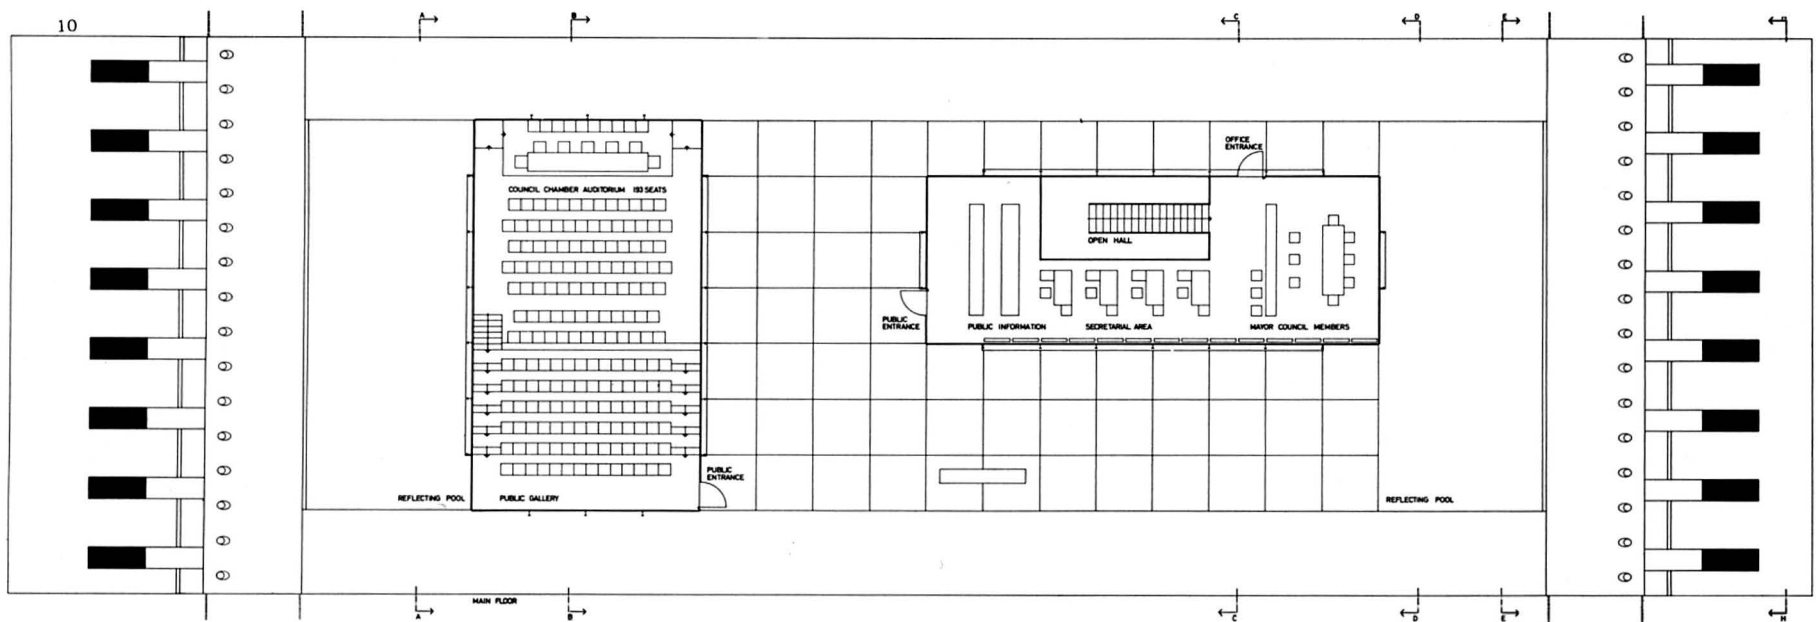 10
A
B
C
D
E
G
OFFICE
ENTRANCE
COUNCIL CHAMBER AUDITORIUM 193 SEATS
OPEN HALL
PUBLIC
ENTRANCE
PUBLIC INFORMATION
SECRETARIAL AREA
MAYOR COUNCIL MEMBERS
PUBLIC
ENTRANCE
REFLECTING POOL
PUBLIC GALLERY
REFLECTING POOL
MAIN FLOOR
A
B
C
D
E
H